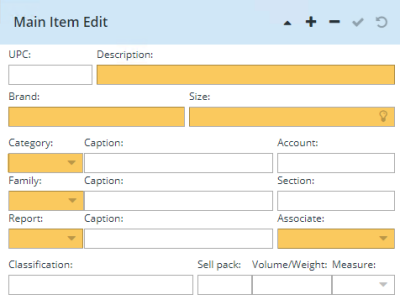 Main Item Edit
UPC: Description:
Brand: Size:
Category: Caption: Account:
Family: Caption: Section:
Report: Caption: Associate:
Classification: Sell pack: Volume/Weight: Measure: